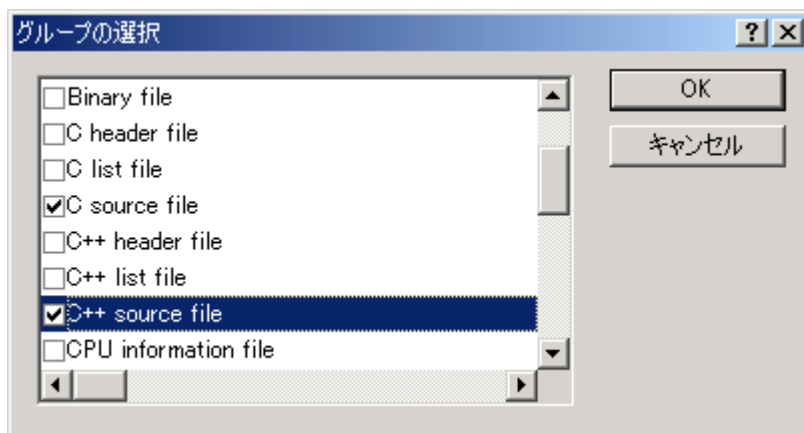 グループの選択
Binary file
C header file
C list file
C source file
C++ header file
C++ list file
C++ source file
CPU information file
OK
キャンセル